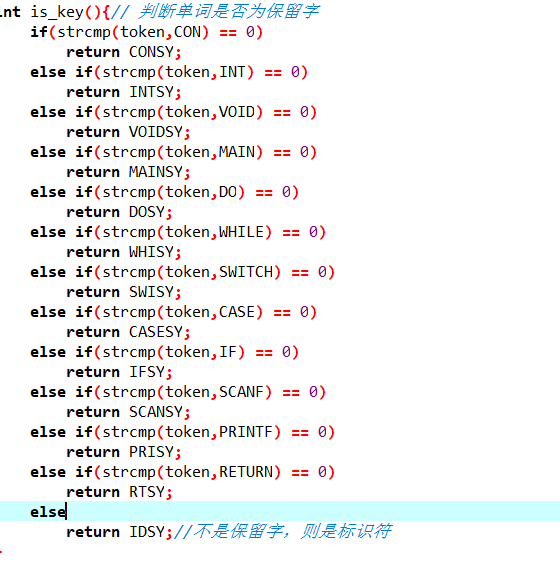 int is_key(){// 判断单词是否为保留字
if(strcmp(token,CON) == 0)
return CONSY;
else if(strcmp(token,INT) == 0)
return INTSY;
else if(strcmp(token,VOID) == 0)
return VOIDSY;
else if(strcmp(token,MAIN) == 0)
return MAINSY;
else if(strcmp(token,DO) == 0)
return DOSY;
else if(strcmp(token,WHILE) == 0)
return WHISY;
else if(strcmp(token,SWITCH) == 0)
return SWISY;
else if(strcmp(token,CASE) == 0)
return CASESY;
else if(strcmp(token,IF) == 0)
return IFSY;
else if(strcmp(token,SCANF) == 0)
return SCANSY;
else if(strcmp(token,PRINTF) == 0)
return PRISY;
else if(strcmp(token,RETURN) == 0)
return RTSY;
else
return IDSY;//不是保留字，则是标识符